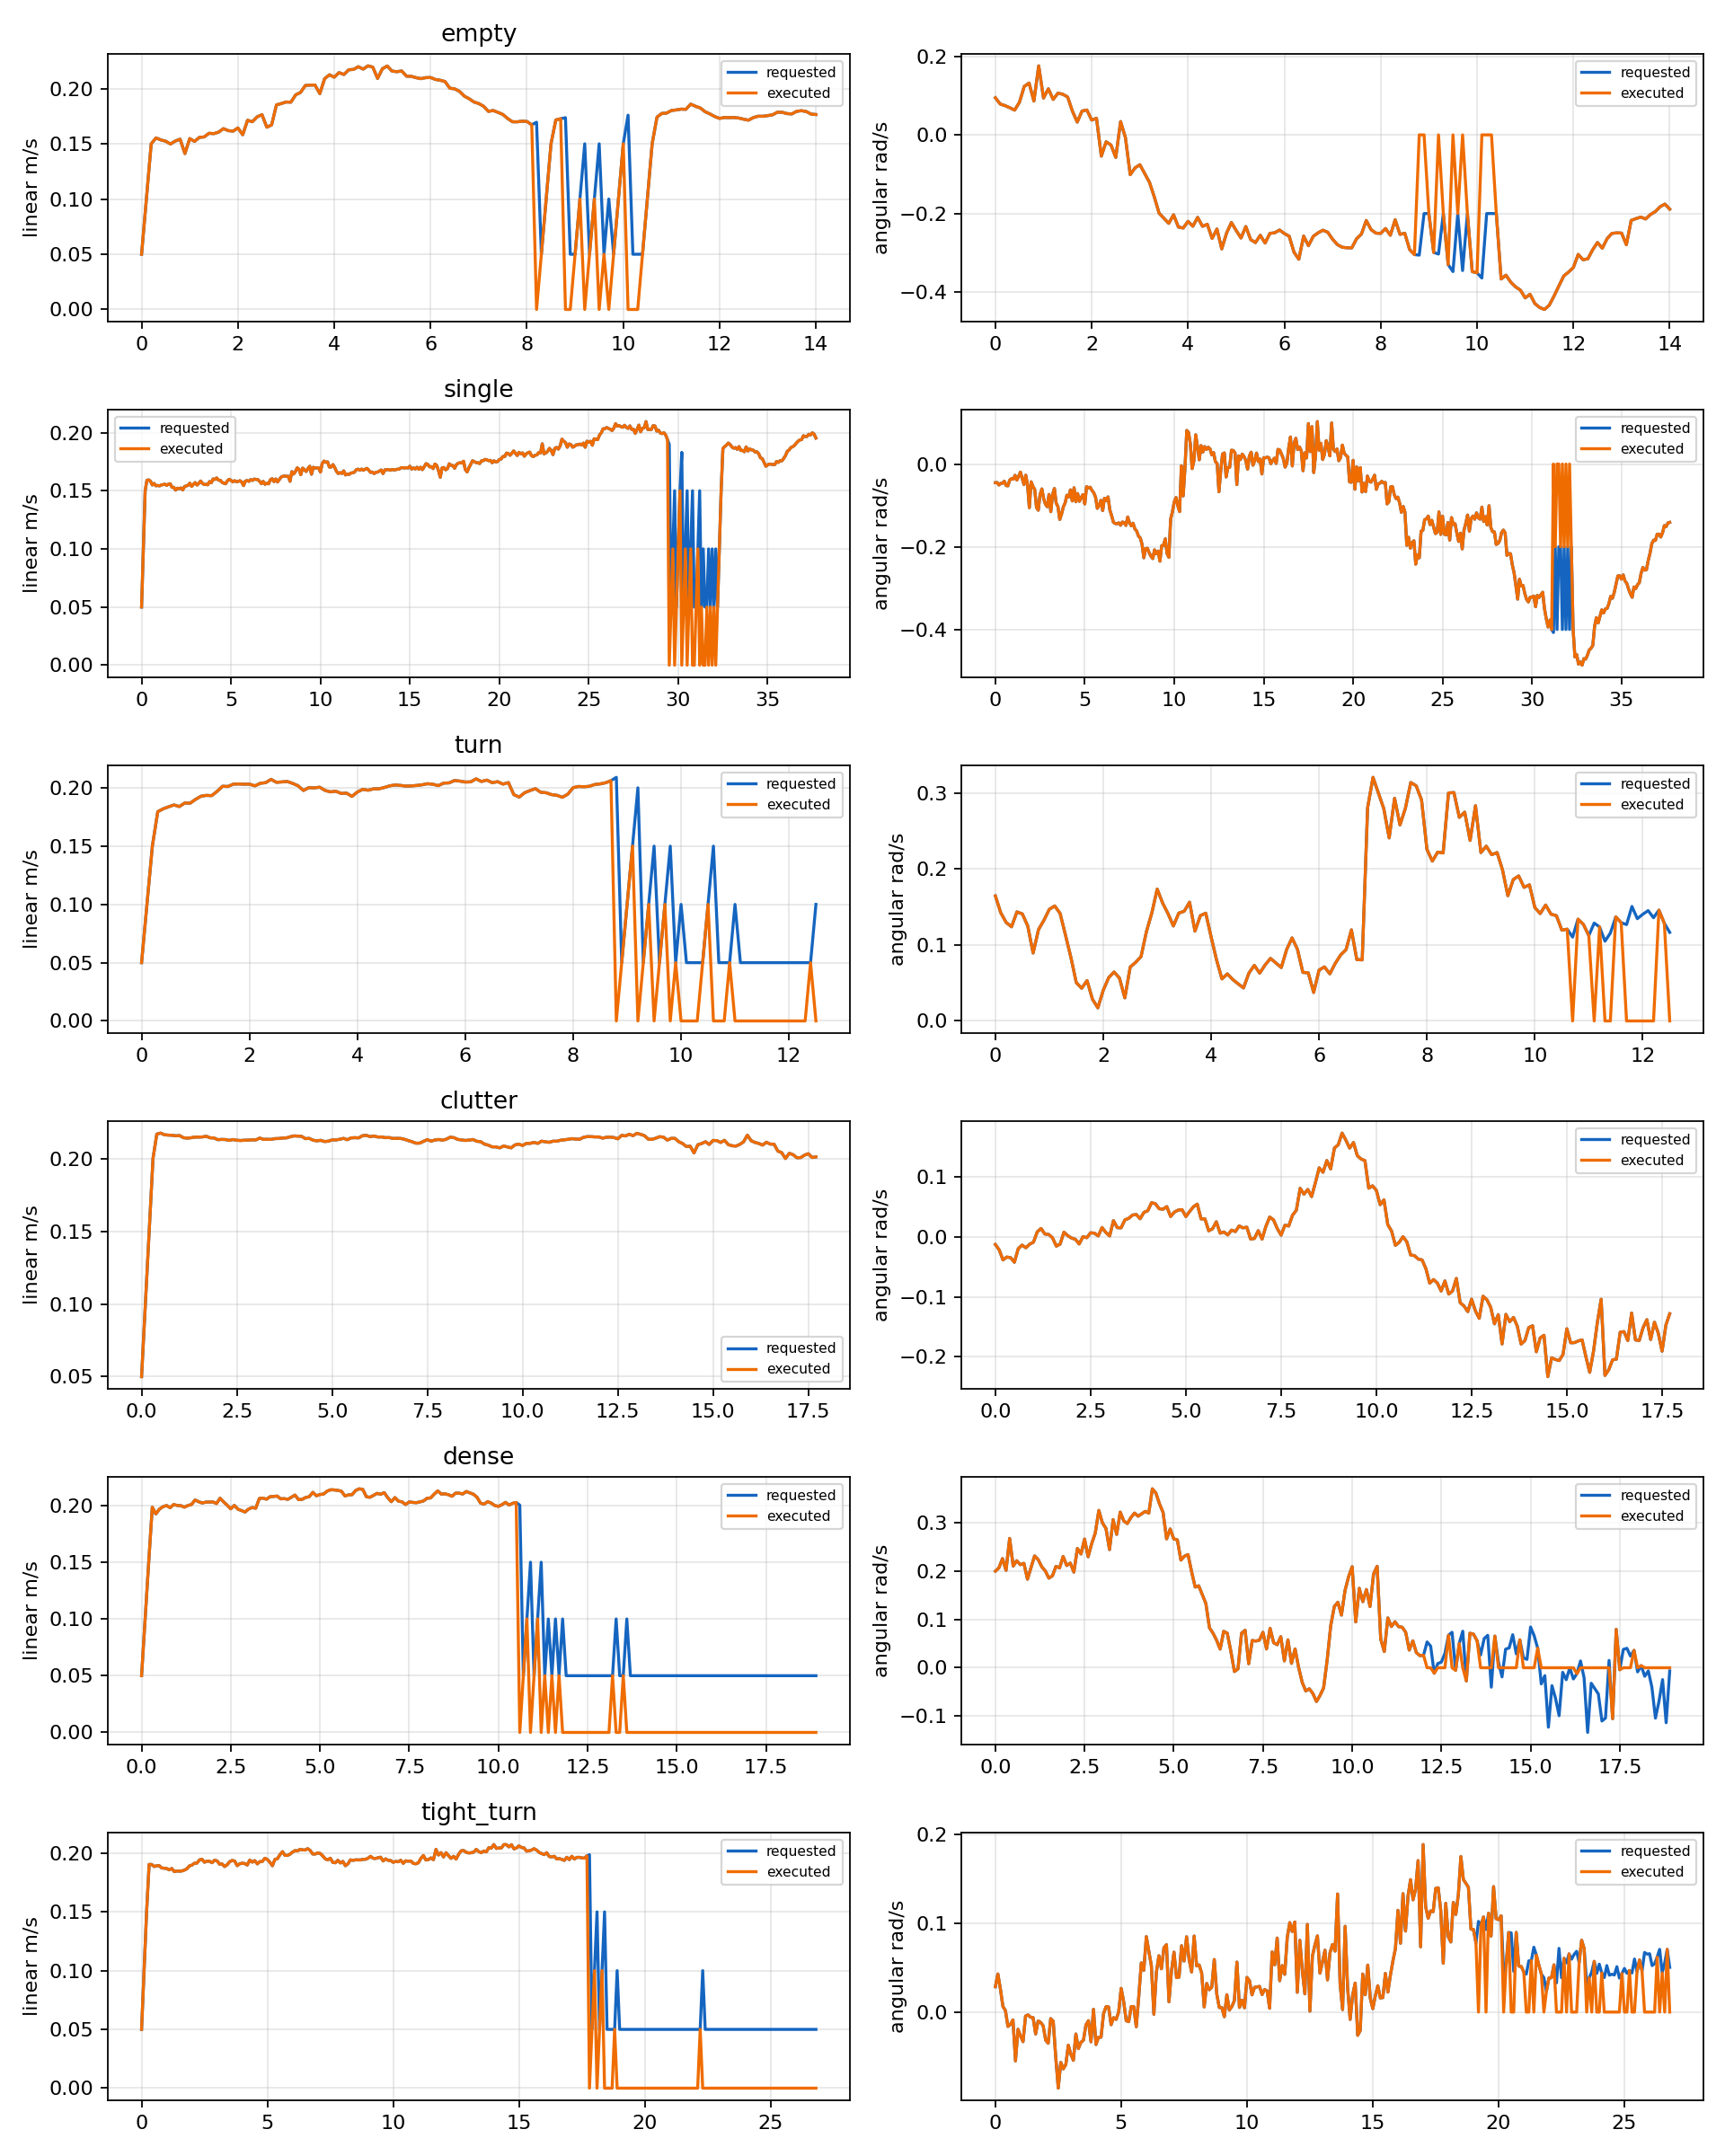 empty
linear m/s
0.20
0.15
0.10
0.05
0.00
requested
executed
0 2 4 6 8 10 12 14
angular rad/s
0.2
0.0
−0.2
−0.4
requested
executed
0 2 4 6 8 10 12 14
single
linear m/s
0.20
0.15
0.10
0.05
0.00
requested
executed
0 5 10 15 20 25 30 35
angular rad/s
0.0
−0.2
−0.4
requested
executed
0 5 10 15 20 25 30 35
turn
linear m/s
0.20
0.15
0.10
0.05
0.00
requested
executed
0 2 4 6 8 10 12
angular rad/s
0.3
0.2
0.1
0.0
requested
executed
0 2 4 6 8 10 12
clutter
linear m/s
0.20
0.15
0.10
0.05
requested
executed
0.0 2.5 5.0 7.5 10.0 12.5 15.0 17.5
angular rad/s
0.1
0.0
−0.1
−0.2
requested
executed
0.0 2.5 5.0 7.5 10.0 12.5 15.0 17.5
dense
linear m/s
0.20
0.15
0.10
0.05
0.00
requested
executed
0.0 2.5 5.0 7.5 10.0 12.5 15.0 17.5
angular rad/s
0.3
0.2
0.1
0.0
−0.1
requested
executed
0.0 2.5 5.0 7.5 10.0 12.5 15.0 17.5
tight_turn
linear m/s
0.20
0.15
0.10
0.05
0.00
requested
executed
0 5 10 15 20 25
angular rad/s
0.2
0.1
0.0
requested
executed
0 5 10 15 20 25